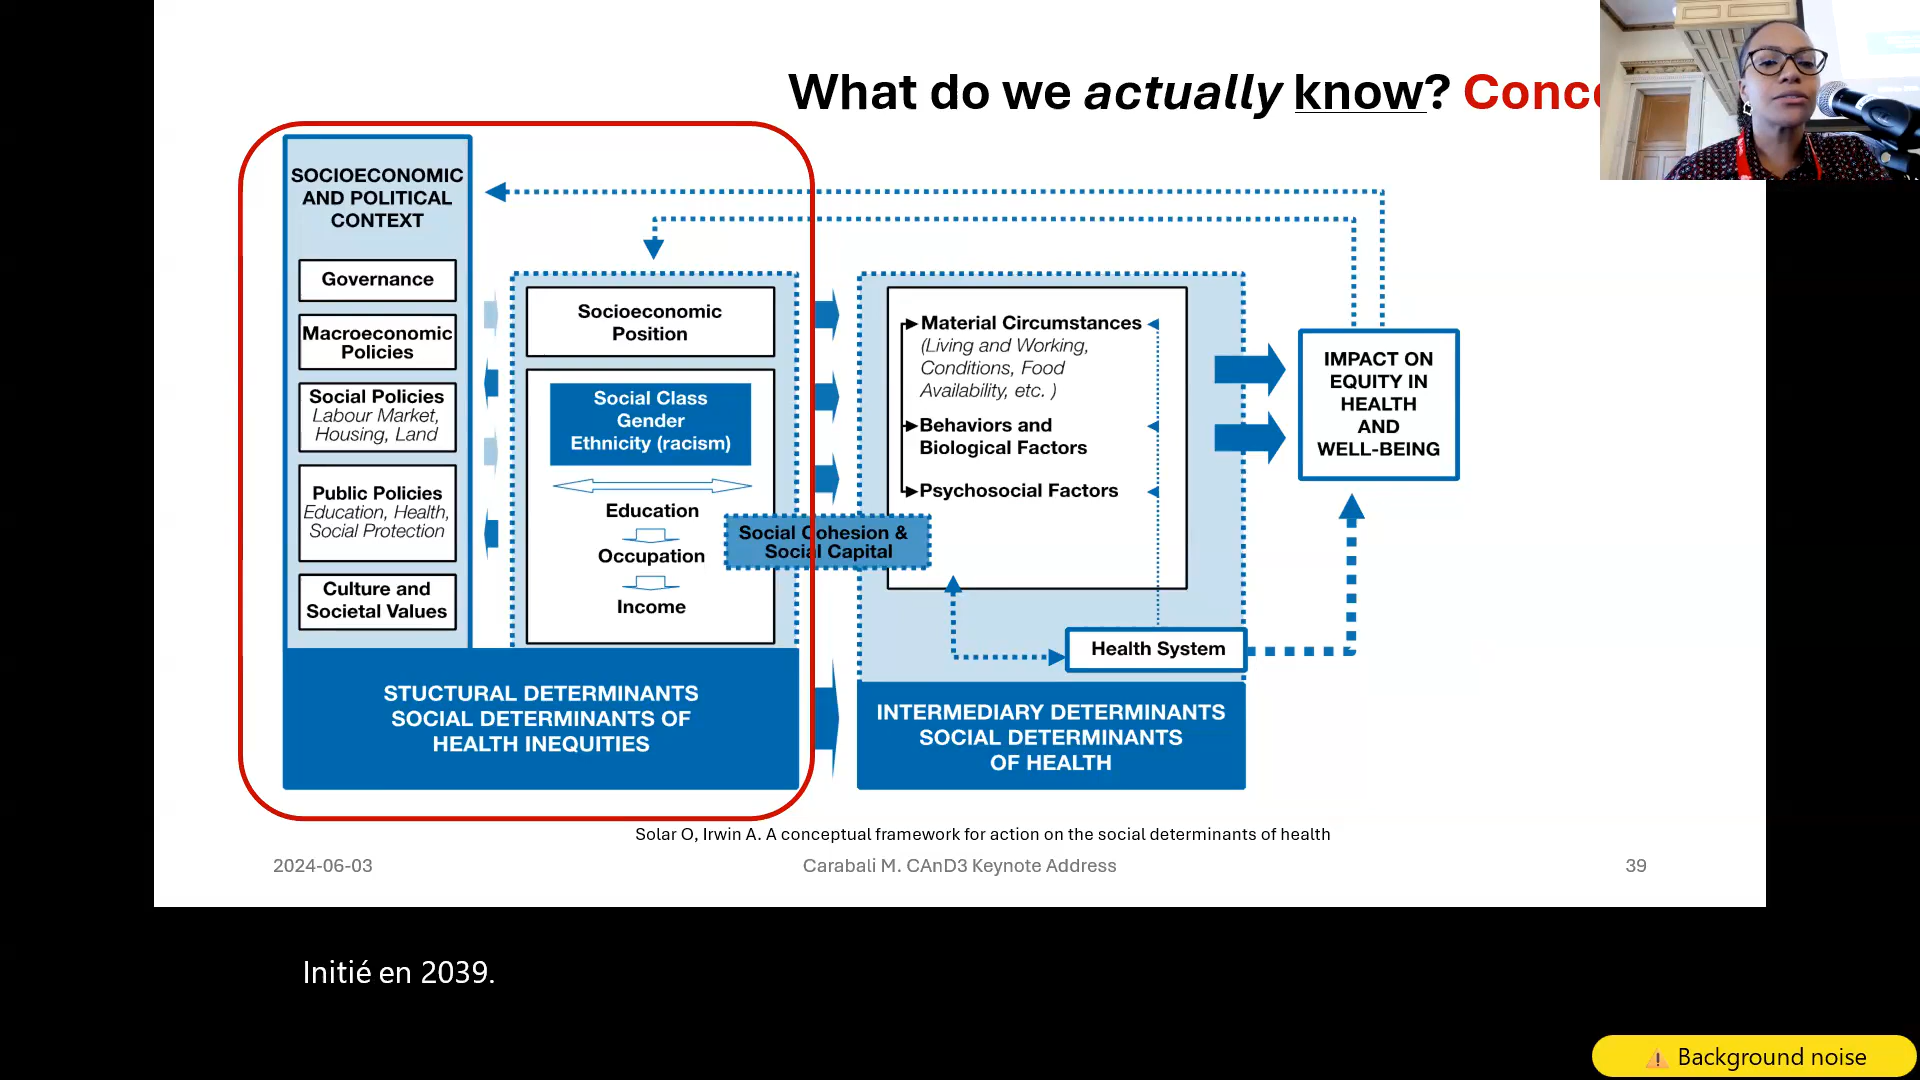 What do we actually know? Conc
SOCIOECONOMIC
AND POLITICAL
CONTEXT
Governance
Macroeconomic
Policies
Social Policies
Labour Market,
Housing, Land
Public Policies
Education, Health,
Social Protection
Culture and
Societal Values
Socioeconomic
Position
Social Class
Gender
Ethnicity (racism)
Education
Occupation
Income
Social Cohesion &
Social Capital
STUCTURAL DETERMINANTS
SOCIAL DETERMINANTS OF
HEALTH INEQUITIES
Material Circumstances
(Living and Working,
Conditions, Food
Availability, etc. )
Behaviors and
Biological Factors
Psychosocial Factors
Health System
INTERMEDIARY DETERMINANTS
SOCIAL DETERMINANTS
OF HEALTH
IMPACT ON
EQUITY IN
HEALTH
AND
WELL-BEING
Solar O, Irwin A. A conceptual framework for action on the social determinants of health
2024-06-03
Carabali M. CAnD3 Keynote Address
39
Initié en 2039.
⚠ Background noise